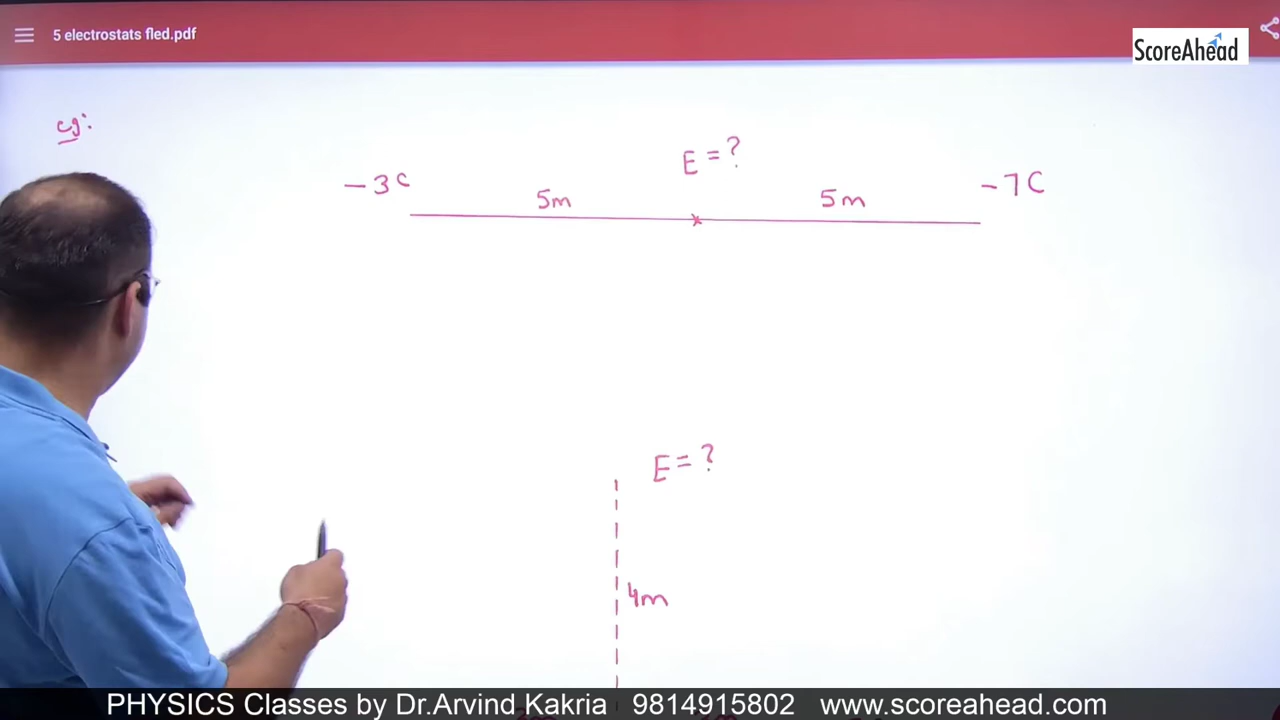 5 electrostats fled.pdf
ScoreAhead
eg:
E = ?
-3C
5m
5m
-7C
E = ?
4m
PHYSICS Classes by Dr.Arvind Kakria 9814915802 www.scoreahead.com